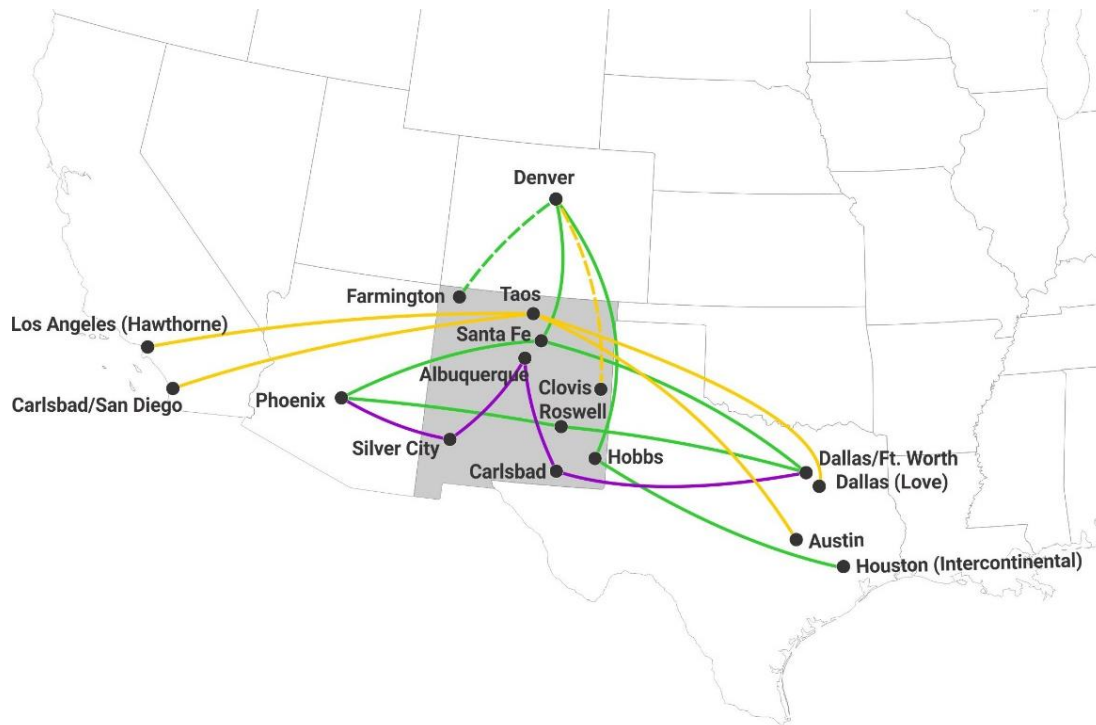 Denver
Farmington
Taos
Los Angeles (Hawthorne)
Santa Fe
Albuquerque
Carlsbad/San Diego
Phoenix
Clovis
Roswell
Silver City
Carlsbad
Hobbs
Dallas/Ft. Worth
Dallas (Love)
Austin
Houston (Intercontinental)